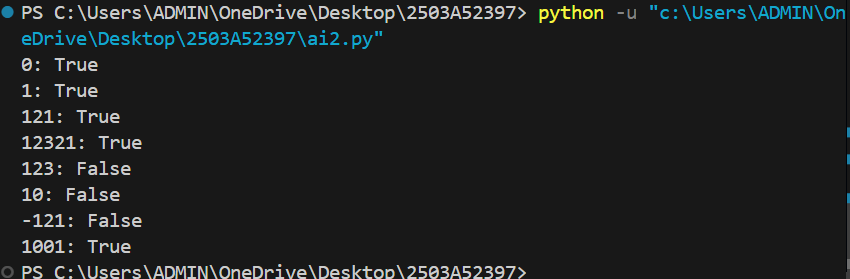 PS C:\Users\ADMIN\OneDrive\Desktop\2503A52397> python -u "c:\Users\ADMIN\On
eDrive\Desktop\2503A52397\ai2.py"
0: True
1: True
121: True
12321: True
123: False
10: False
-121: False
1001: True
PS C:\Users\ADMIN\OneDrive\Desktop\2503A52397>